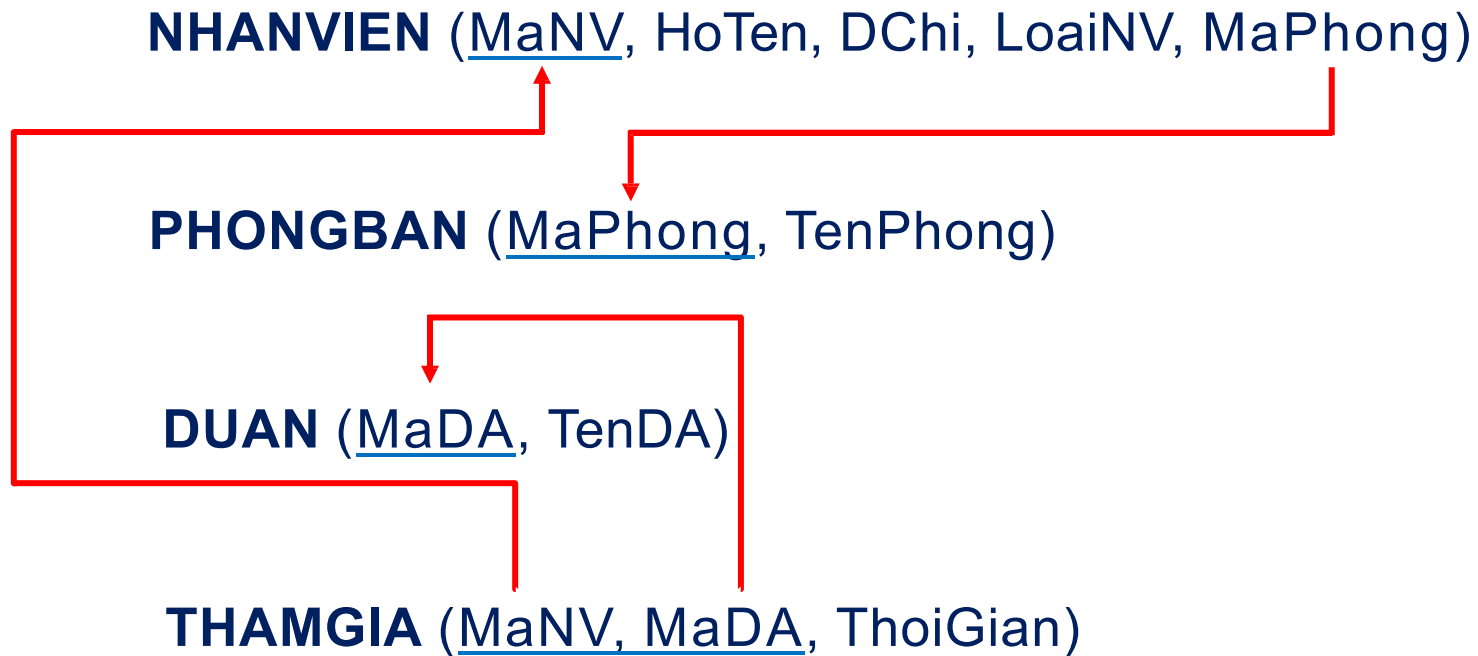 NHANVIEN (MaNV, HoTen, DChi, LoaiNV, MaPhong)
PHONGBAN (MaPhong, TenPhong)
DUAN (MaDA, TenDA)
THAMGIA (MaNV, MaDA, ThoiGian)